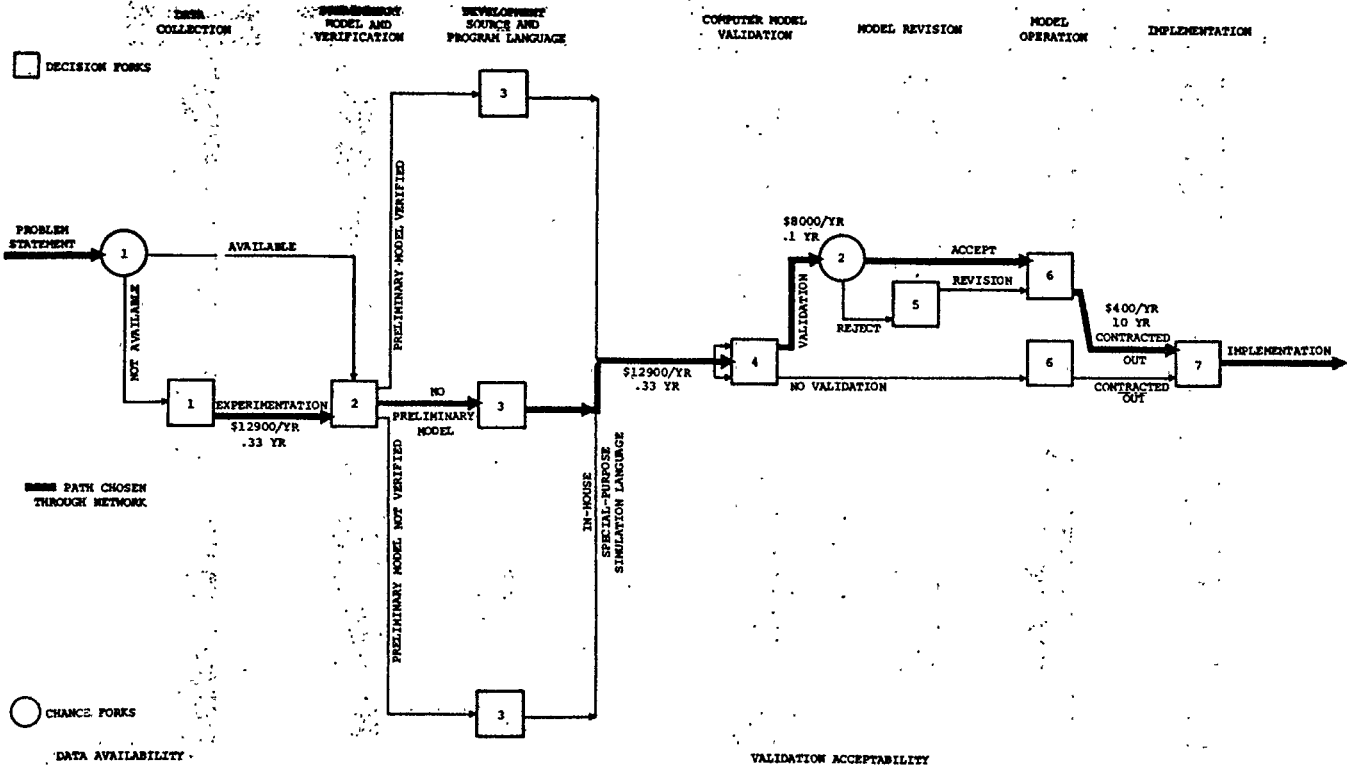 DATA
COLLECTION
PRELIMINARY
MODEL AND
VERIFICATION
DEVELOPMENT
SOURCE AND
PROGRAM LANGUAGE
COMPUTER MODEL
VALIDATION
MODEL REVISION
MODEL
OPERATION
IMPLEMENTATION
DECISION FORKS
3
PRELIMINARY MODEL VERIFIED
PROBLEM
STATEMENT
1
AVAILABLE
NOT AVAILABLE
$8000/YR
.1 YR
2
ACCEPT
6
VALIDATION
REVISION
5
REJECT
$400/YR
10 YR
CONTRACTED
OUT
4
$12900/YR
.33 YR
NO VALIDATION
6
CONTRACTED
OUT
7
IMPLEMENTATION
1
EXPERIMENTATION
$12900/YR
.33 YR
2
NO
PRELIMINARY
MODEL
3
PRELIMINARY MODEL NOT VERIFIED
IN-HOUSE
SPECIAL-PURPOSE
SIMULATION LANGUAGE
PATH CHOSEN
THROUGH NETWORK
3
CHANCE FORKS
DATA AVAILABILITY
VALIDATION ACCEPTABILITY